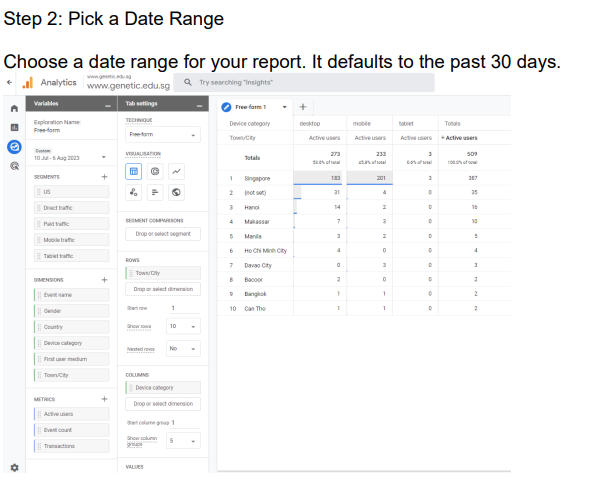 Step 2: Pick a Date Range
Choose a date range for your report. It defaults to the past 30 days.
Analytics
www.genetic.edu.sg
www.genetic.edu.sg
Try searching "Insights"
Variables
Exploration Name:
Free-form
Custom
10 Jul - 6 Aug 2023
SEGMENTS
US
Direct traffic
Paid traffic
Mobile traffic
Tablet traffic
DIMENSIONS
Event name
Gender
Country
Device category
First user medium
Town/City
METRICS
Active users
Event count
Transactions
Tab settings
TECHNIQUE
Free-form
VISUALISATION
SEGMENT COMPARISONS
Drop or select segment
ROWS
Town/City
Drop or select dimension
Start row 1
Show rows 10
Nested rows No
COLUMNS
Device category
Drop or select dimension
Start column group 1
Show column groups 5
VALUES
Free-form 1
Device category desktop mobile tablet Totals
Town/City Active users Active users Active users Active users
Totals 273 233 3 509
53.6% of total 45.8% of total 0.6% of total 100.0% of total
1 Singapore 183 201 3 387
2 (not set) 31 4 0 35
3 Hanoi 14 2 0 16
4 Makassar 7 3 0 10
5 Manila 3 2 0 5
6 Ho Chi Minh City 4 0 0 4
7 Davao City 0 3 0 3
8 Bacoor 2 0 0 2
9 Bangkok 1 1 0 2
10 Can Tho 1 1 0 2